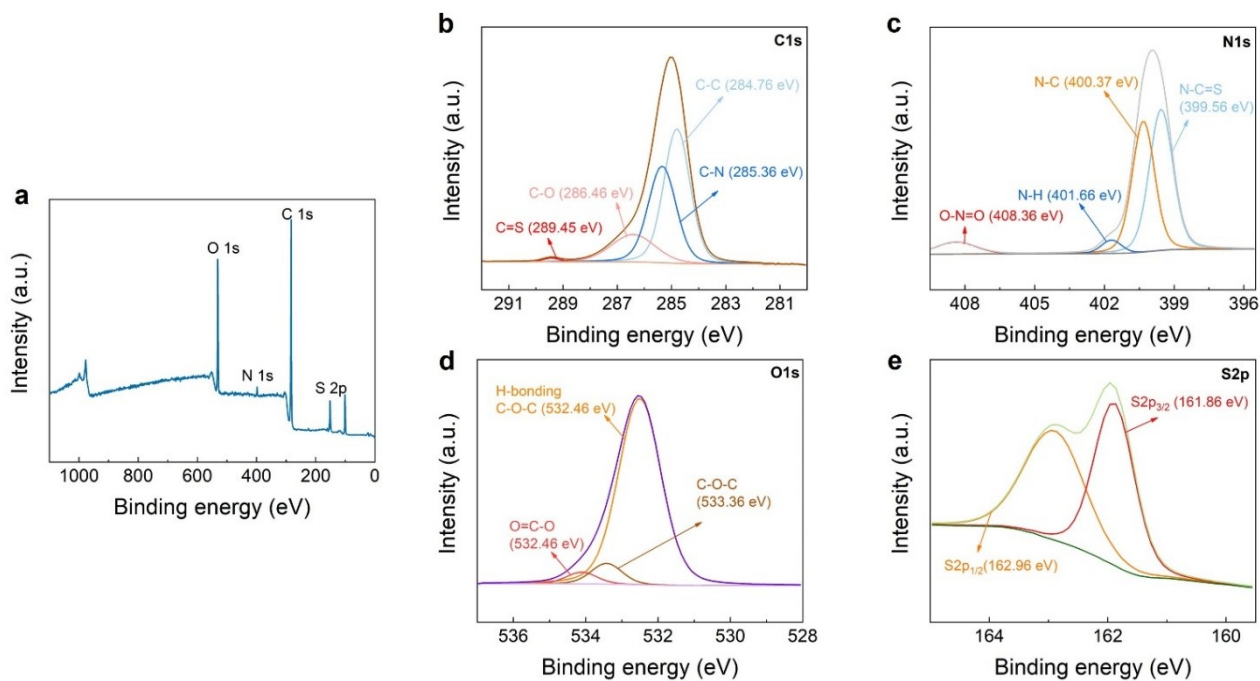 a
O 1s
C 1s
N 1s
S 2p
Intensity (a.u.)
1000 800 600 400 200 0
Binding energy (eV)
b
C1s
C-C (284.76 eV)
C-N (285.36 eV)
C-O (286.46 eV)
C=S (289.45 eV)
Intensity (a.u.)
291 289 287 285 283 281
Binding energy (eV)
c
N1s
N-C (400.37 eV)
N-C=S
(399.56 eV)
N-H (401.66 eV)
O-N=O (408.36 eV)
Intensity (a.u.)
408 405 402 399 396
Binding energy (eV)
d
O1s
H-bonding
C-O-C (532.46 eV)
C-O-C
(533.36 eV)
O=C-O
(532.46 eV)
Intensity (a.u.)
536 534 532 530 528
Binding energy (eV)
e
S2p
S2p3/2 (161.86 eV)
S2p1/2(162.96 eV)
Intensity (a.u.)
164 162 160
Binding energy (eV)